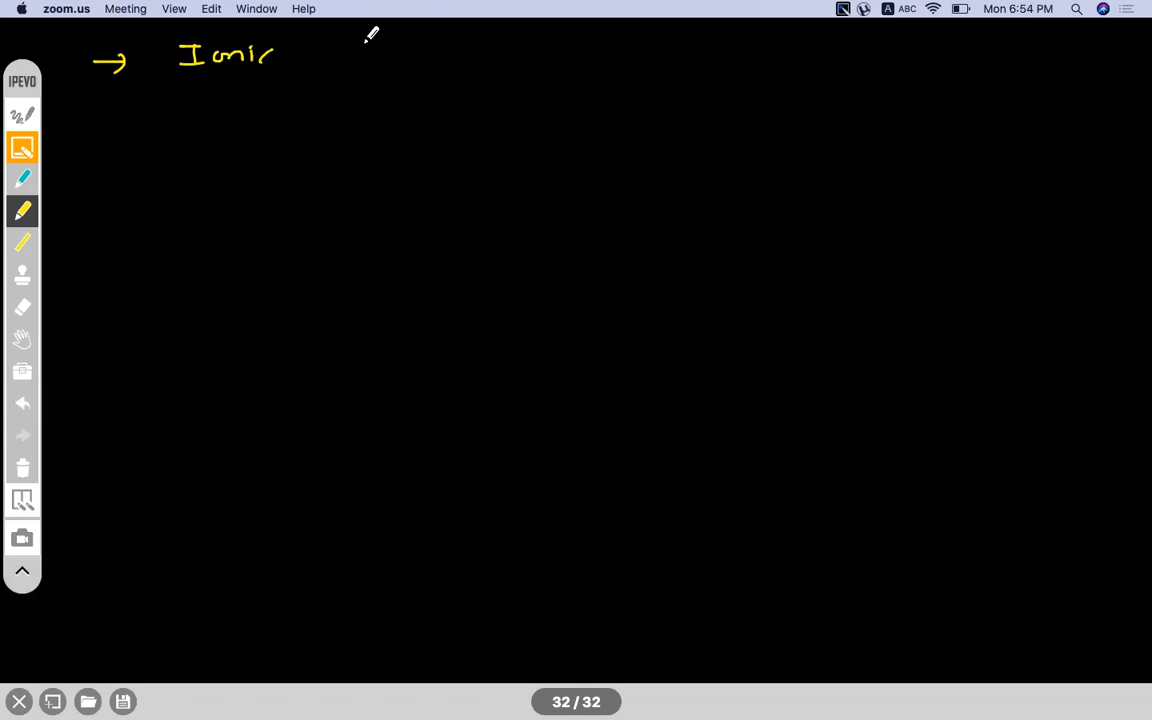 zoom.us Meeting View Edit Window Help A ABC Mon 6:54 PM
→ Ionic
IPEVO
32 / 32